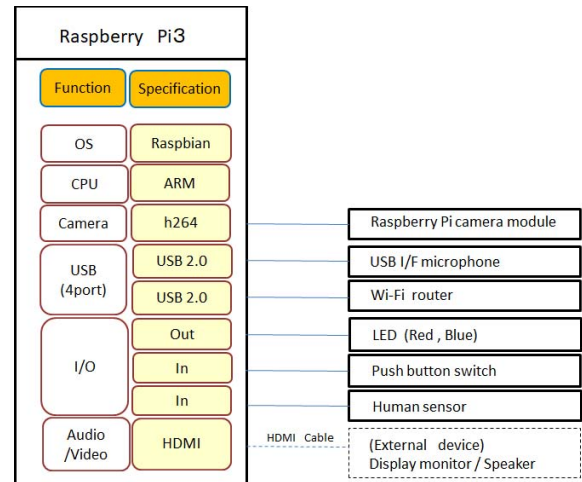 Raspberry Pi3
Function Specification
OS Raspbian
CPU ARM
Camera h264 Raspberry Pi camera module
USB (4port) USB 2.0 USB I/F microphone
USB 2.0 Wi-Fi router
I/O Out LED (Red , Blue)
In Push button switch
In Human sensor
Audio /Video HDMI HDMI Cable (External device)
Display monitor / Speaker